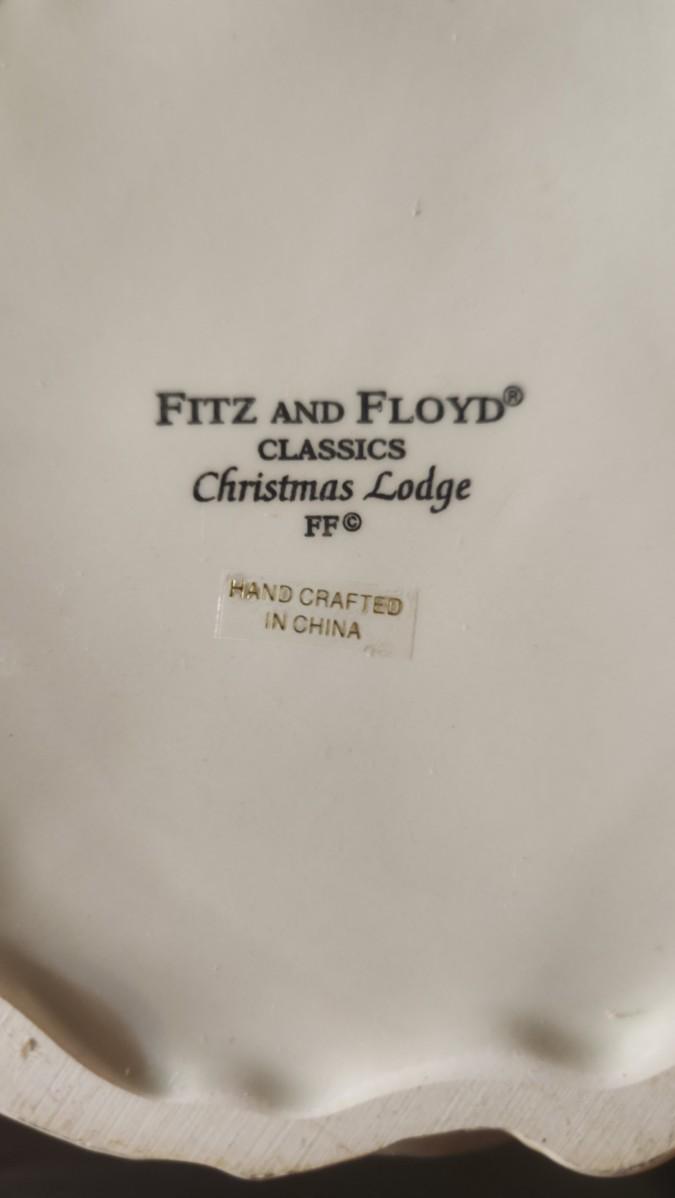 FITZ AND FLOYD®
CLASSICS
Christmas Lodge
FF©
HAND CRAFTED
IN CHINA